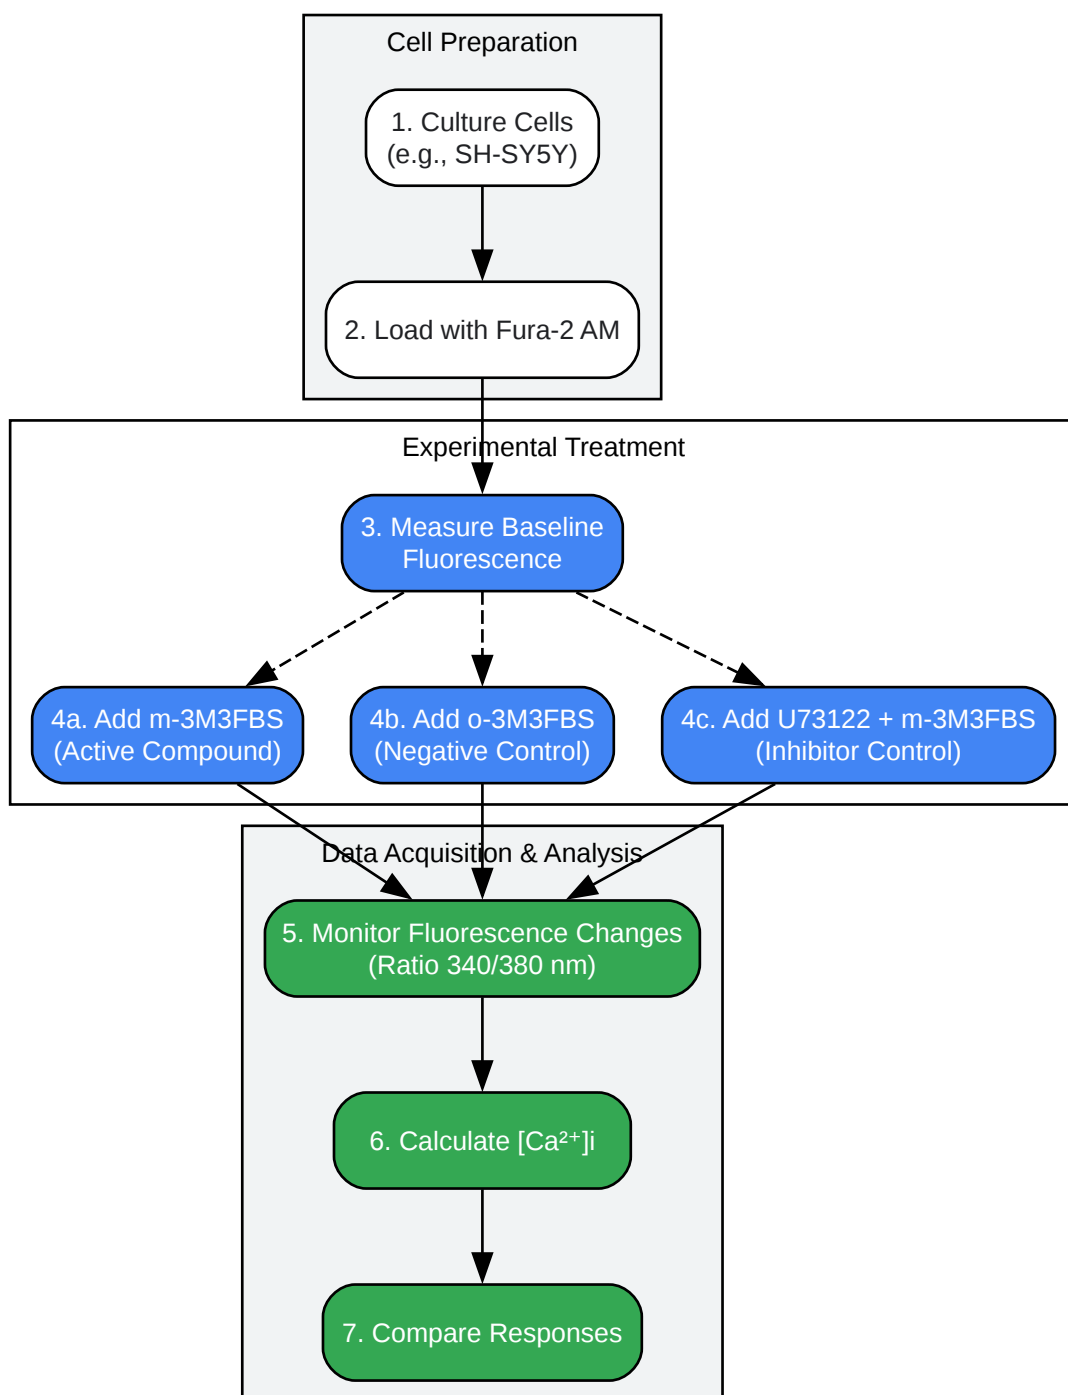 Cell Preparation
1. Culture Cells
(e.g., SH-SY5Y)
2. Load with Fura-2 AM
Experimental Treatment
3. Measure Baseline
Fluorescence
4a. Add m-3M3FBS
(Active Compound)
4b. Add o-3M3FBS
(Negative Control)
4c. Add U73122 + m-3M3FBS
(Inhibitor Control)
Data Acquisition & Analysis
5. Monitor Fluorescence Changes
(Ratio 340/380 nm)
6. Calculate [Ca²⁺]i
7. Compare Responses